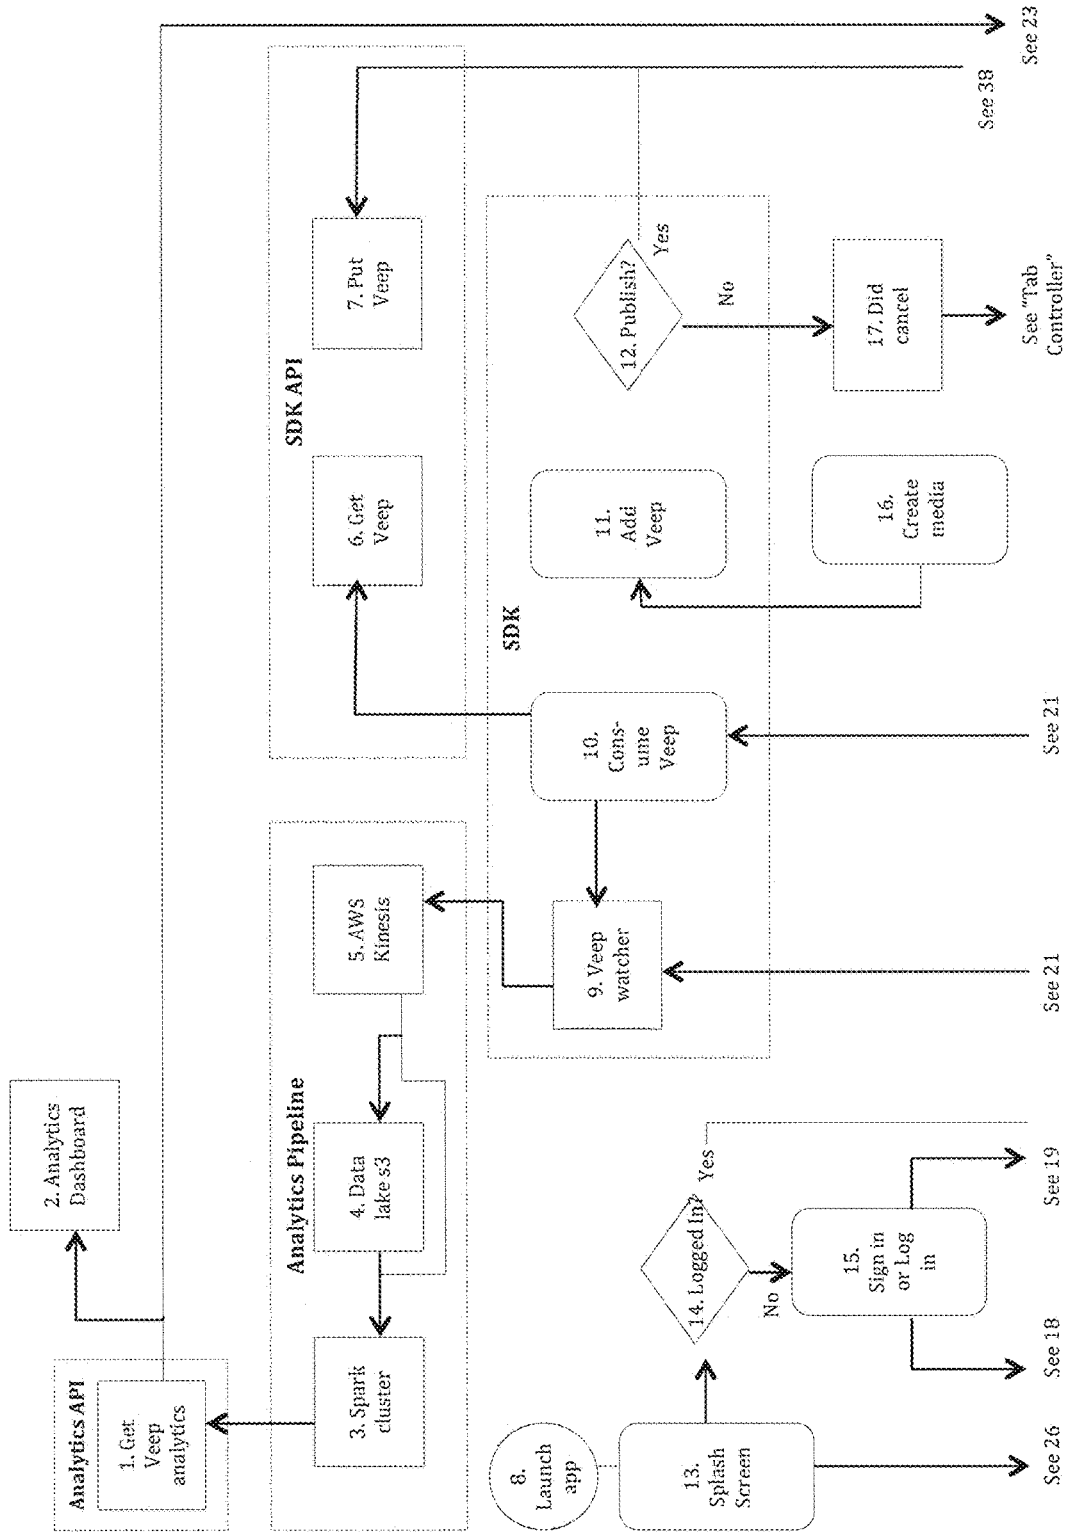 Analytics API
1. Get
Veep
analytics
2. Analytics
Dashboard
Analytics Pipeline
3. Spark
cluster
4. Data
lake s3
5. AWS
Kinesis
SDK API
6. Get
Veep
7. Put
Veep
8.
Launch
app
SDK
9. Veep
watcher
10.
Cons-
ume
Veep
11.
Add
Veep
12. Publish?
Yes
No
13.
Splash
Screen
14. Logged In?
Yes
No
15.
Sign in
or Log
in
16.
Create
media
17. Did
cancel
See 26
See 18
See 19
See 21
See 21
See "Tab
Controller"
See 38
See 23